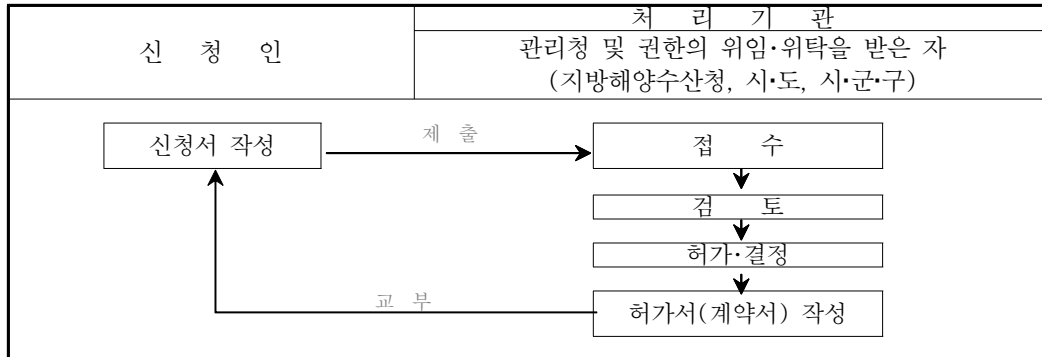 신 청 인
처 리 기 관
관리청 및 권한의 위임·위탁을 받은 자
(지방해양수산청, 시·도, 시·군·구)
신청서 작성
제 출
접 수
검 토
허가·결정
교 부
허가서(계약서) 작성